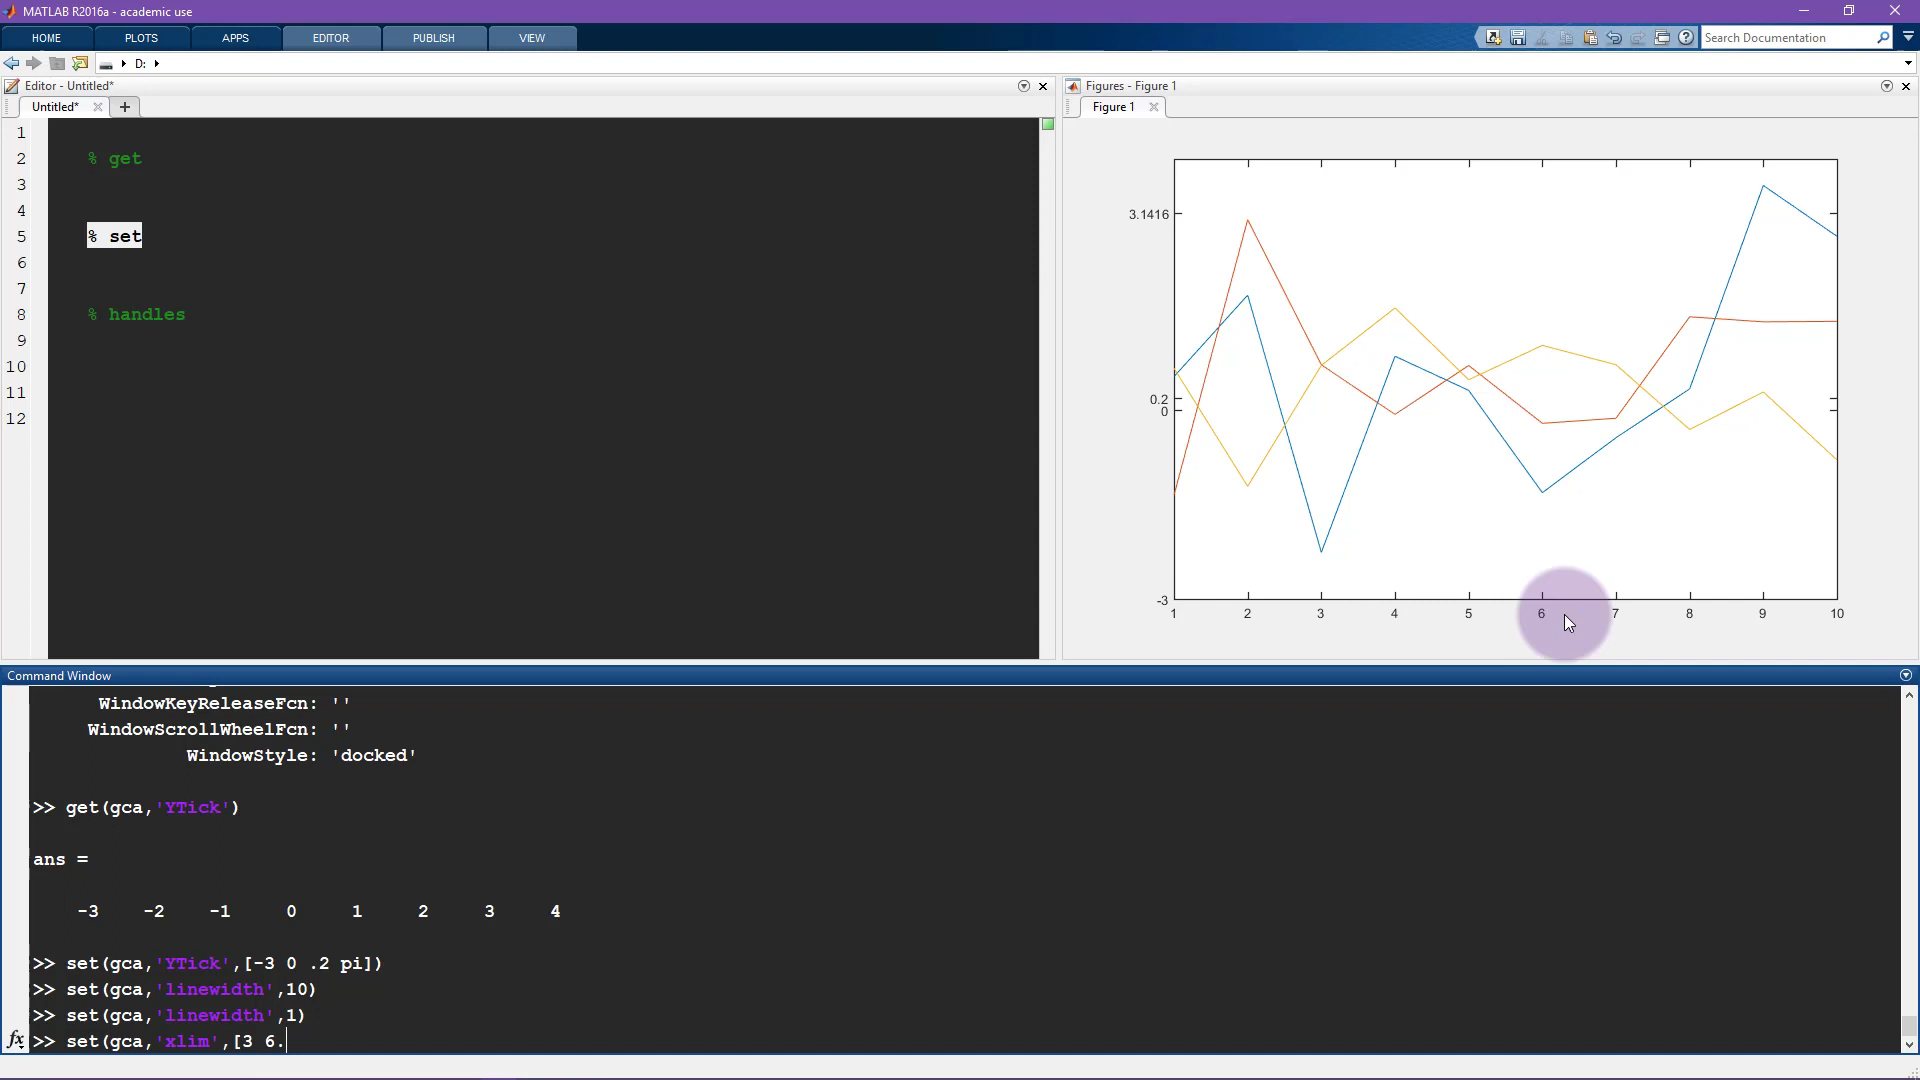 MATLAB R2016a - academic use
HOME PLOTS APPS EDITOR PUBLISH VIEW Search Documentation
D:
Editor - Untitled*
Untitled* +
1
2 % get
3
4
5 % set
6
7
8 % handles
9
10
11
12
Figures - Figure 1
Figure 1
3.1416
0.2
0
-3
1 2 3 4 5 6 7 8 9 10
Command Window
WindowKeyReleaseFcn: ''
WindowScrollWheelFcn: ''
WindowStyle: 'docked'
>> get(gca,'YTick')
ans =
-3 -2 -1 0 1 2 3 4
>> set(gca,'YTick',[-3 0 .2 pi])
>> set(gca,'linewidth',10)
>> set(gca,'linewidth',1)
fx >> set(gca,'xlim',[3 6.